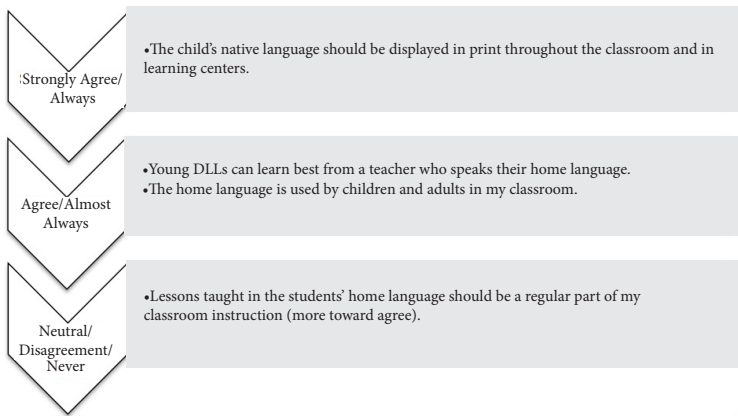 •The child's native language should be displayed in print throughout the classroom and in
learning centers.
:Strongly Agree/
Always
•Young DLLs can learn best from a teacher who speaks their home language.
•The home language is used by children and adults in my classroom.
Agree/Almost
Always
•Lessons taught in the students' home language should be a regular part of my
classroom instruction (more toward agree).
Neutral/
Disagreement/
Never